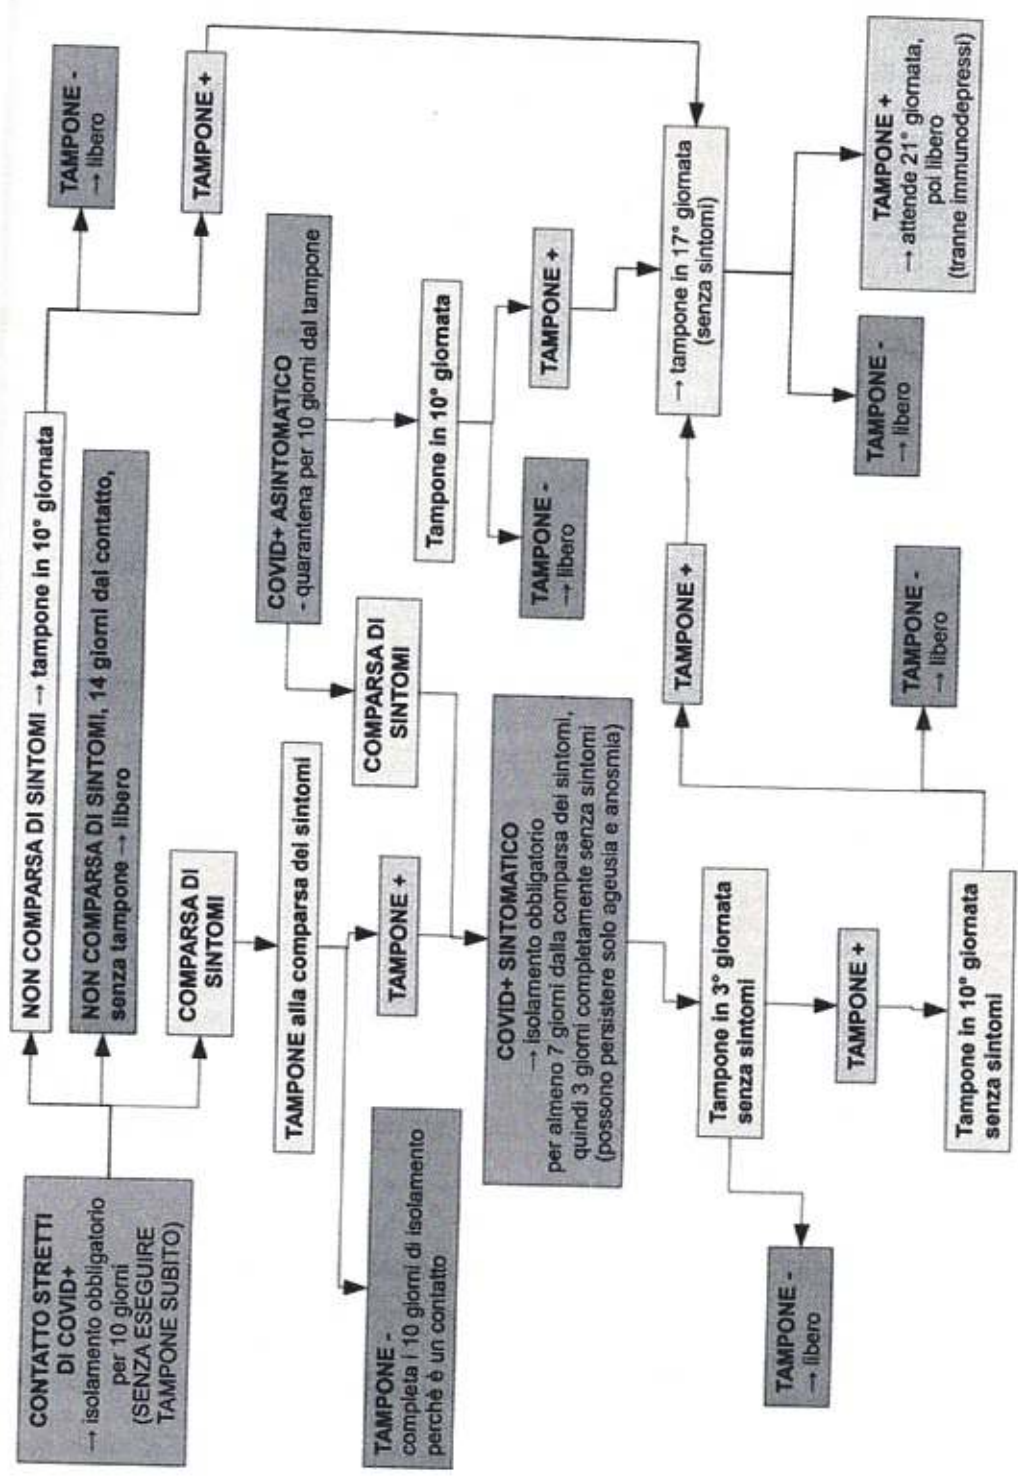 CONTATTO STRETTI
DI COVID+
→ isolamento obbligatorio
per 10 giorni
(SENZA ESEGUIRE
TAMPONE SUBITO)
NON COMPARSA DI SINTOMI → tampone in 10° giornata
NON COMPARSA DI SINTOMI, 14 giorni dal contatto,
senza tampone → libero
COMPARSA DI
SINTOMI
TAMPONE -
→ libero
TAMPONE +
TAMPONE alla comparsa dei sintomi
TAMPONE -
completa i 10 giorni di isolamento
perchè è un contatto
TAMPONE +
COVID+ ASINTOMATICO
- quarantena per 10 giorni dal tampone
COMPARSA DI
SINTOMI
Tampone in 10° giornata
TAMPONE -
→ libero
TAMPONE +
COVID+ SINTOMATICO
→ isolamento obbligatorio
per almeno 7 giorni dalla comparsa dei sintomi,
quindi 3 giorni completamente senza sintomi
(possono persistere solo ageusia e anosmia)
Tampone in 3° giornata
senza sintomi
TAMPONE -
→ libero
TAMPONE +
Tampone in 10° giornata
senza sintomi
TAMPONE +
TAMPONE -
→ libero
→ tampone in 17° giornata
(senza sintomi)
TAMPONE -
→ libero
TAMPONE +
→ attende 21° giornata,
poi libero
(tranne immunodepressi)